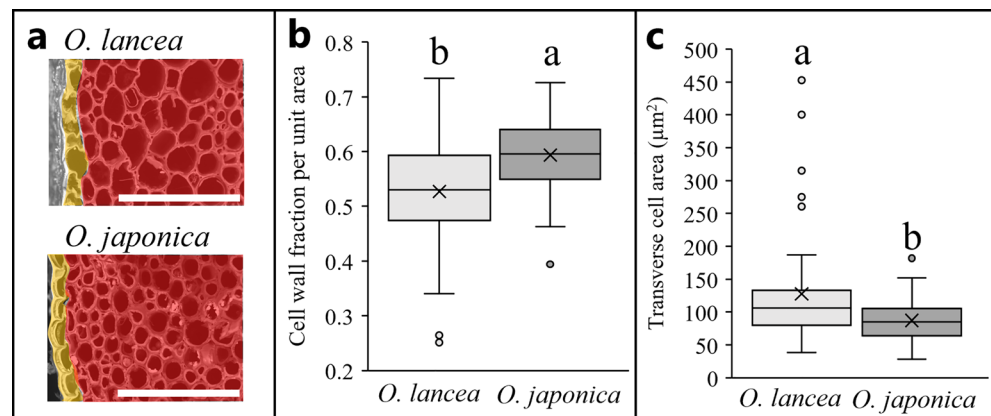 a
O. lancea
O. japonica
b
Cell wall fraction per unit area
0.8
0.7
0.6
0.5
0.4
0.3
0.2
b
a
O. lancea
O. japonica
c
Transverse cell area (μm²)
500
450
400
350
300
250
200
150
100
50
0
a
b
O. lancea
O. japonica